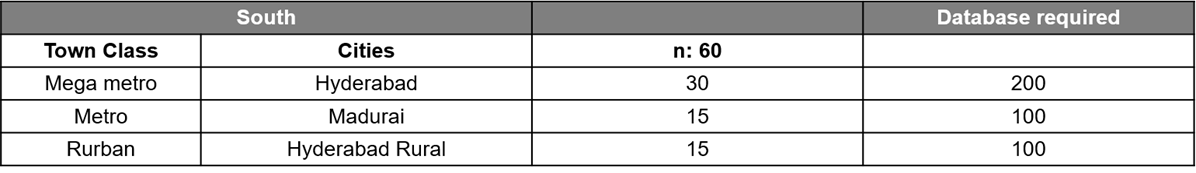 South Database required
Town Class Cities n: 60
Mega metro Hyderabad 30 200
Metro Madurai 15 100
Rurban Hyderabad Rural 15 100